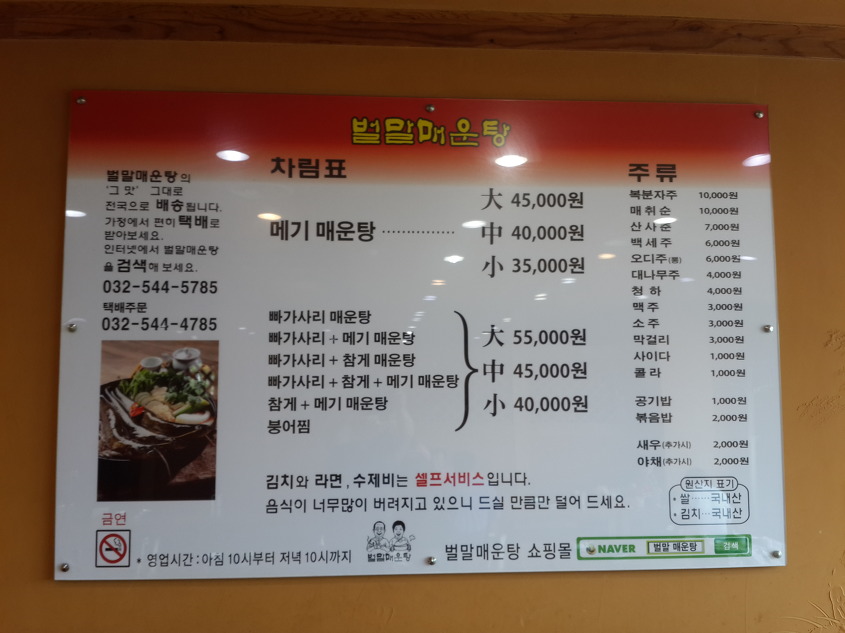 벌말매운탕
차림표
벌말매운탕의
'그 맛' 그대로
전국으로 배송됩니다.
가정에서 편히 택배로
받아보세요.
인터넷에서 벌말매운탕
을 검색해 보세요.
032-544-5785
택배주문
032-544-4785
금연
메기 매운탕 ·············· 大 45,000원
中 40,000원
小 35,000원
빠가사리 매운탕
빠가사리 + 메기 매운탕
빠가사리 + 참게 매운탕
빠가사리 + 참게 + 메기 매운탕
참게 + 메기 매운탕
붕어찜
大 55,000원
中 45,000원
小 40,000원
주류
복분자주 10,000원
매취순 10,000원
산사춘 7,000원
백세주 6,000원
오디주(뽕) 6,000원
대나무주 4,000원
청하 4,000원
맥주 3,000원
소주 3,000원
막걸리 3,000원
사이다 1,000원
콜라 1,000원
공기밥 1,000원
볶음밥 2,000원
새우(추가시) 2,000원
야채(추가시) 2,000원
원산지 표기
* 쌀······국내산
* 김치···국내산
김치와 라면, 수제비는 셀프서비스입니다.
음식이 너무많이 버려지고 있으니 드실 만큼만 덜어 드세요.
* 영업시간 : 아침 10시부터 저녁 10시까지
벌말매운탕
벌말매운탕 쇼핑몰
NAVER 벌말 매운탕 검색